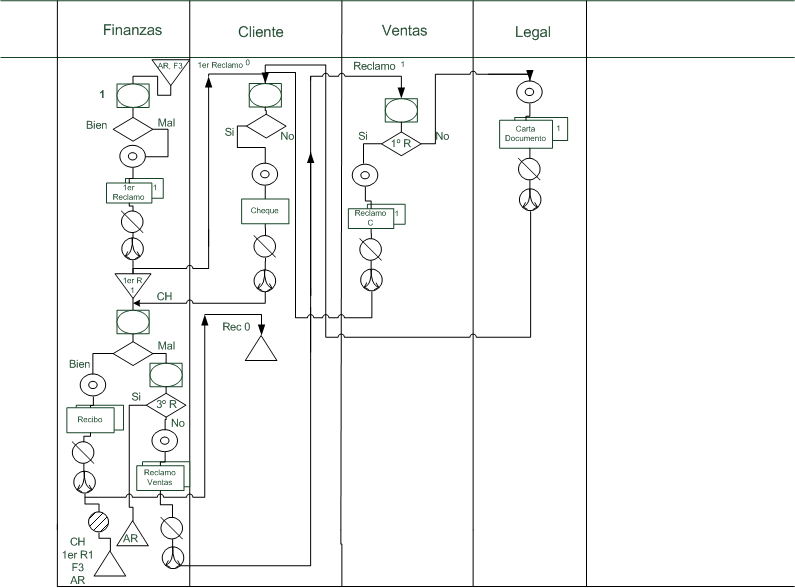 Finanzas
Cliente
Ventas
Legal
AR, F3
1er Reclamo 0
Reclamo 1
1
Bien
Mal
Si
No
Si
1º R
No
Carta
Documento
1
1er
Reclamo
1
Cheque
Reclamo
C
1
1er R
1
CH
Rec 0
Bien
Mal
Si
3º R
No
Recibo
Reclamo
Ventas
AR
CH
1er R1
F3
AR